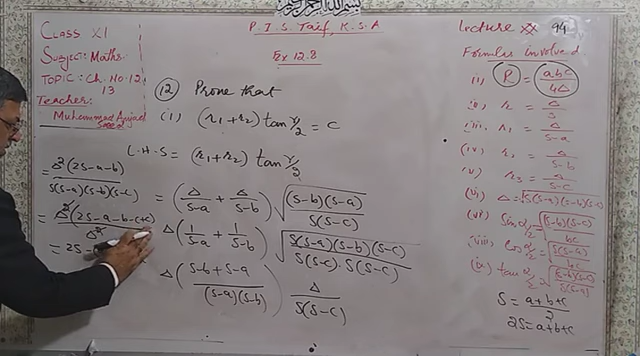 بسم الله الرحمن الرحيم
Class XI
Subject: Maths
TOPIC: Ch. No. 12
13
Teacher:
Muhammad Amjad
P.I.S. Taif, K.S.A
Ex 12.8
Lecture 94
(12) Prove that
(i) (r₁+r₂) tan γ/2 = c
L.H.S = (r₁+r₂) tan γ/2
= (Δ/(S-a) + Δ/(S-b)) √((S-b)(S-a)/S(S-c))
Δ(1/(S-a) + 1/(S-b)) √(S(S-a)(S-b)(S-c)/S(S-c)·S(S-c))
Δ((S-b+S-a)/((S-a)(S-b))) Δ/S(S-c)
= Δ²(2S-a-b)/S(S-a)(S-b)(S-c)
= Δ²(2S-a-b-c+c)/Δ²
= 2S-
Formulas involved
(i) R = abc/4Δ
(ii) r = Δ/S
(iii) r₁ = Δ/(S-a)
(iv) r₂ = Δ/(S-b)
(v) r₃ = Δ/(S-c)
(vi) Δ = √(S(S-a)(S-b)(S-c))
(vii) Sin α/2 = √((S-b)(S-c)/bc)
(viii) Cos α/2 = √(S(S-a)/bc)
(ix) tan α/2 = √((S-b)(S-c)/S(S-a))
S = (a+b+c)/2
2S = a+b+c